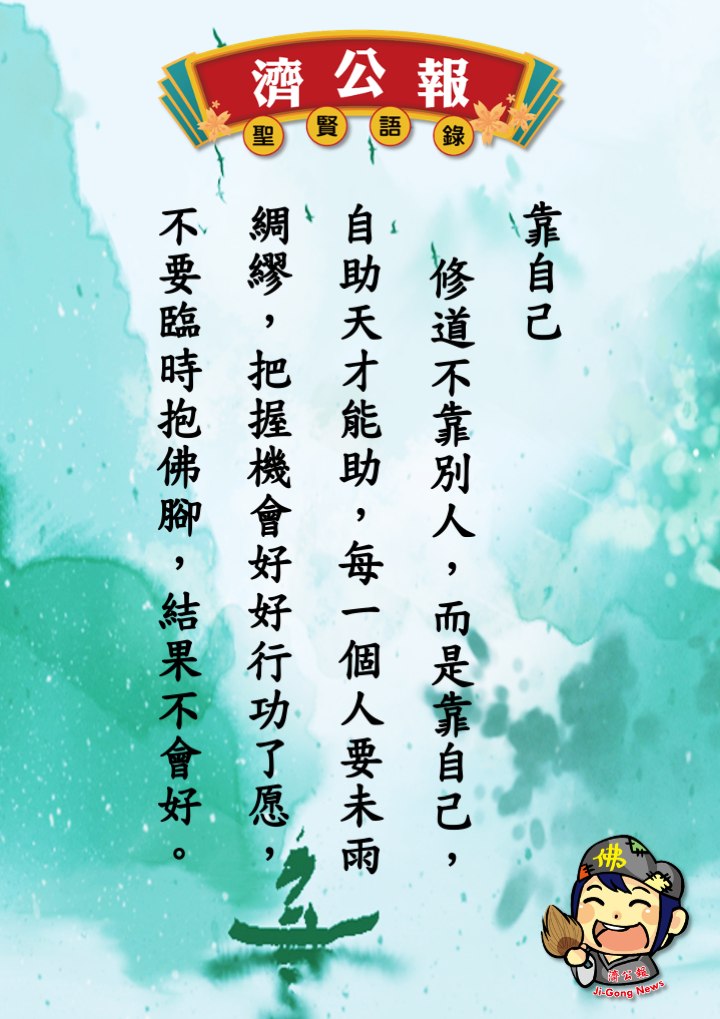 濟公報
聖賢語錄
靠自己
修道不靠別人，而是靠自己，
自助天才能助，每一個人要未雨
綢繆，把握機會好好行功了愿，
不要臨時抱佛腳，結果不會好。
佛
濟公報
Ji-Gong News